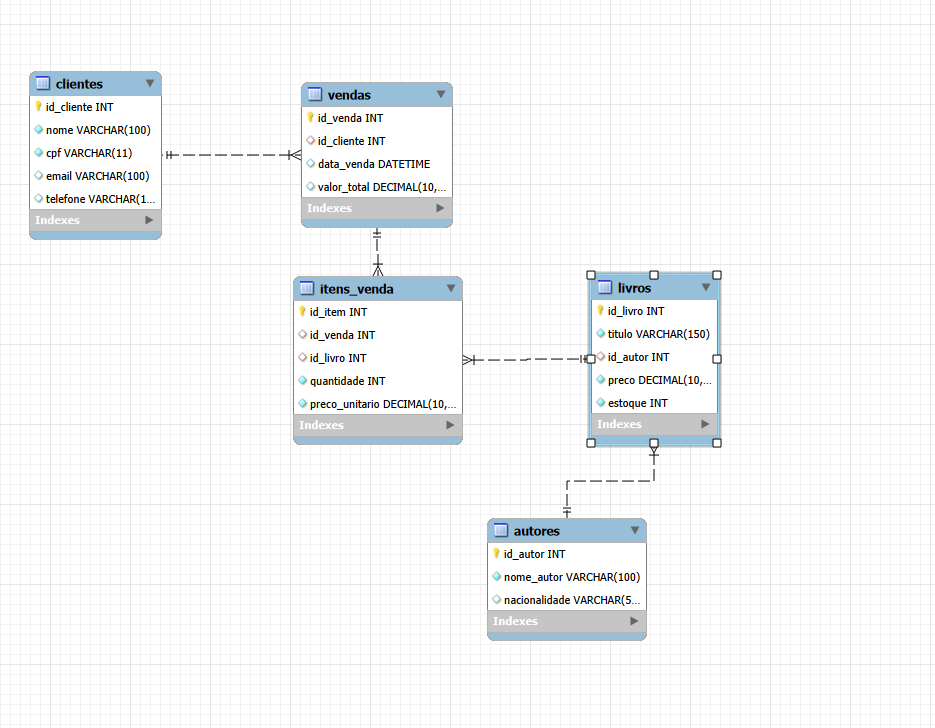 clientes
id_cliente INT
nome VARCHAR(100)
cpf VARCHAR(11)
email VARCHAR(100)
telefone VARCHAR(1...
Indexes
vendas
id_venda INT
id_cliente INT
data_venda DATETIME
valor_total DECIMAL(10,...
Indexes
itens_venda
id_item INT
id_venda INT
id_livro INT
quantidade INT
preco_unitario DECIMAL(10,...
Indexes
livros
id_livro INT
titulo VARCHAR(150)
id_autor INT
preco DECIMAL(10,...
estoque INT
Indexes
autores
id_autor INT
nome_autor VARCHAR(100)
nacionalidade VARCHAR(5...
Indexes